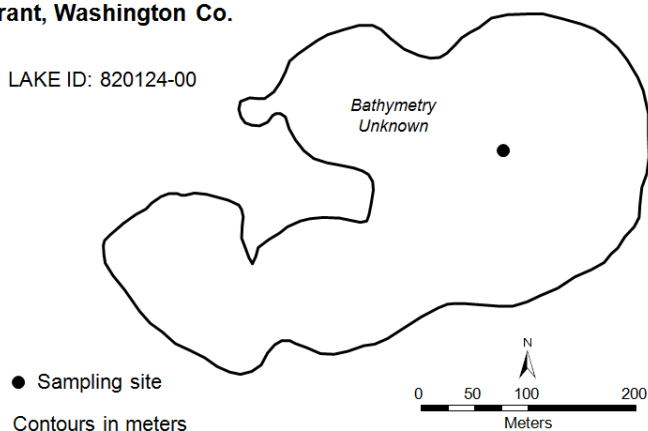 rant, Washington Co.
LAKE ID: 820124-00
Bathymetry
Unknown
N
Sampling site
0 50 100 200
Contours in meters
Meters